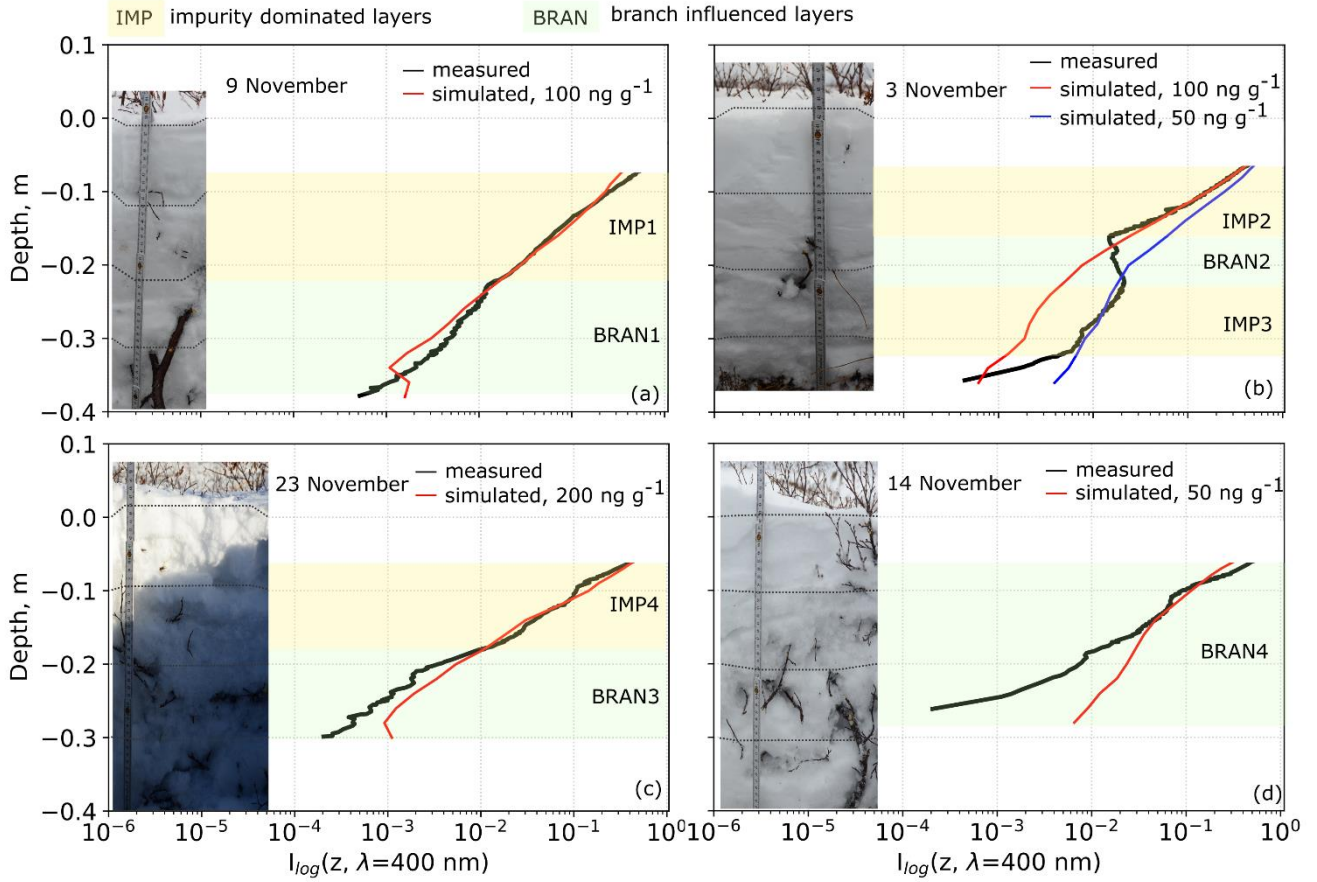 IMP impurity dominated layers BRAN branch influenced layers
0.1
0.0
−0.1
−0.2
−0.3
−0.4
Depth, m
9 November
measured
simulated, 100 ng g-1
IMP1
BRAN1
(a)
3 November
measured
simulated, 100 ng g-1
simulated, 50 ng g-1
IMP2
BRAN2
IMP3
(b)
0.1
0.0
−0.1
−0.2
−0.3
−0.4
Depth, m
23 November
measured
simulated, 200 ng g-1
IMP4
BRAN3
(c)
14 November
measured
simulated, 50 ng g-1
BRAN4
(d)
10−6 10−5 10−4 10−3 10−2 10−1 100
10−6 10−5 10−4 10−3 10−2 10−1 100
Ilog(z, λ=400 nm)
Ilog(z, λ=400 nm)